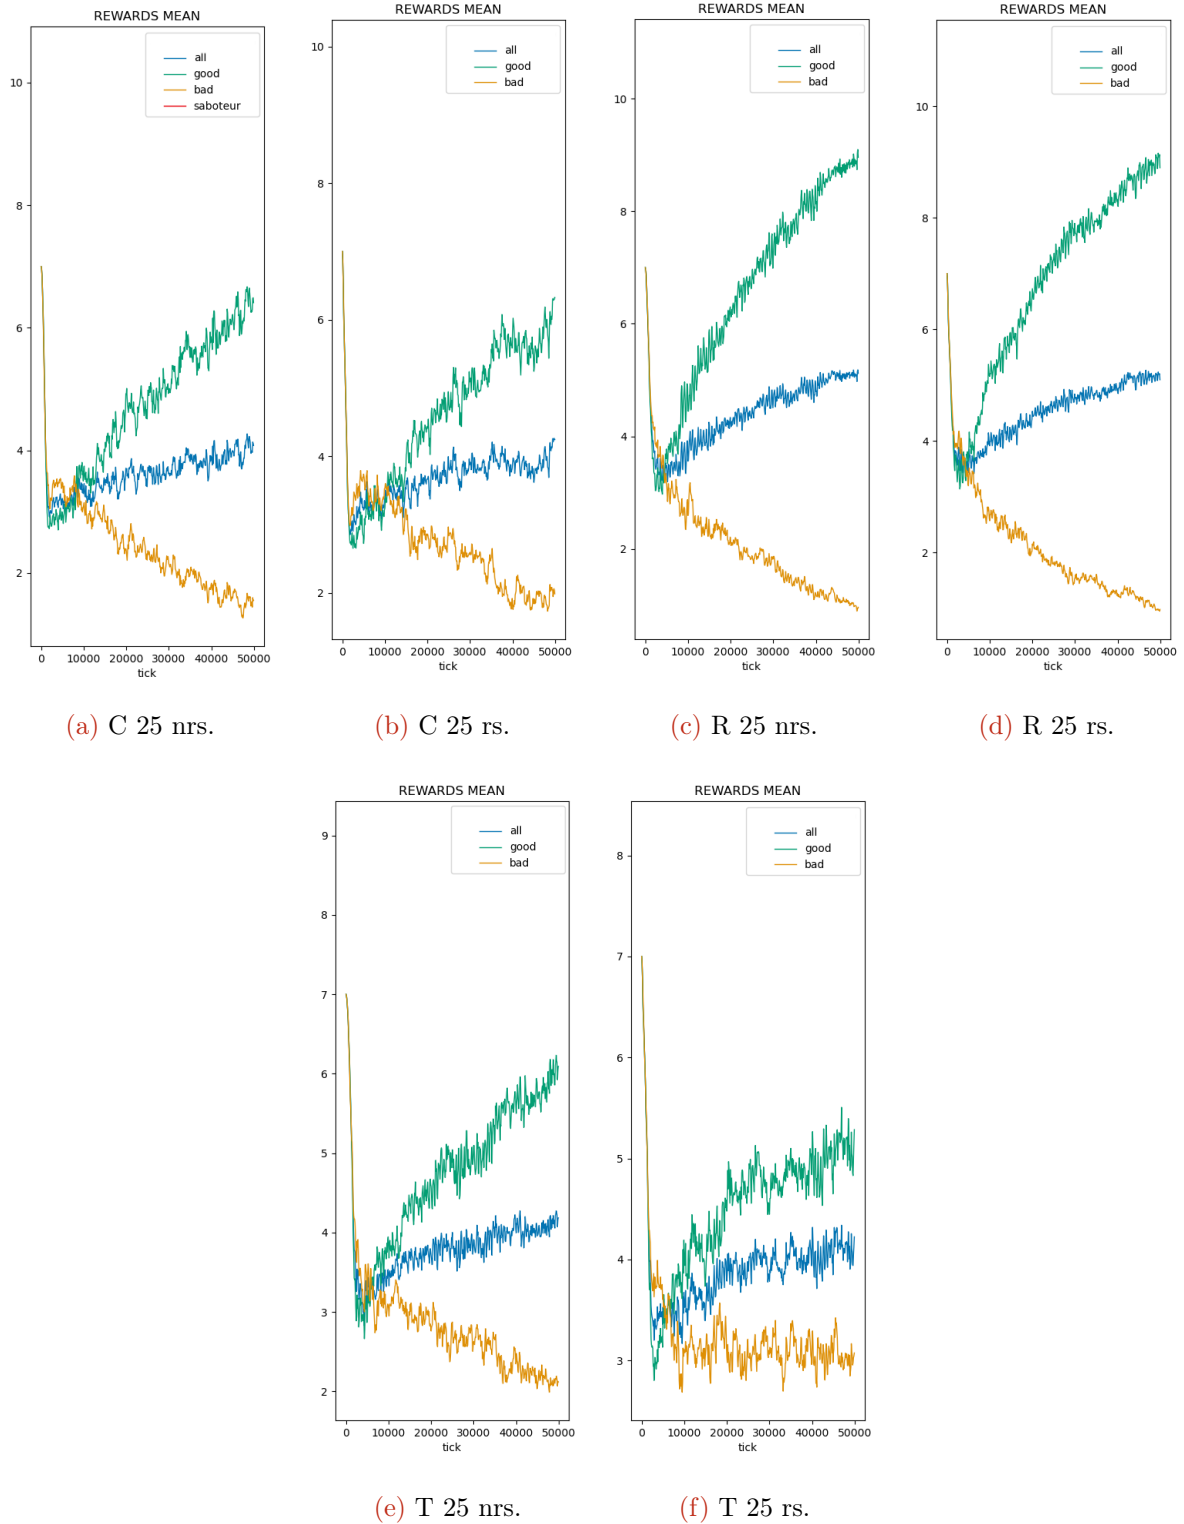 REWARDS MEAN
all
good
bad
saboteur
10
8
6
4
2
0 10000 20000 30000 40000 50000
tick
(a) C 25 nrs.
REWARDS MEAN
all
good
bad
10
8
6
4
2
0 10000 20000 30000 40000 50000
tick
(b) C 25 rs.
REWARDS MEAN
all
good
bad
10
8
6
4
2
0 10000 20000 30000 40000 50000
tick
(c) R 25 nrs.
REWARDS MEAN
all
good
bad
10
8
6
4
2
0 10000 20000 30000 40000 50000
tick
(d) R 25 rs.
REWARDS MEAN
all
good
bad
9
8
7
6
5
4
3
2
0 10000 20000 30000 40000 50000
tick
(e) T 25 nrs.
REWARDS MEAN
all
good
bad
8
7
6
5
4
3
0 10000 20000 30000 40000 50000
tick
(f) T 25 rs.